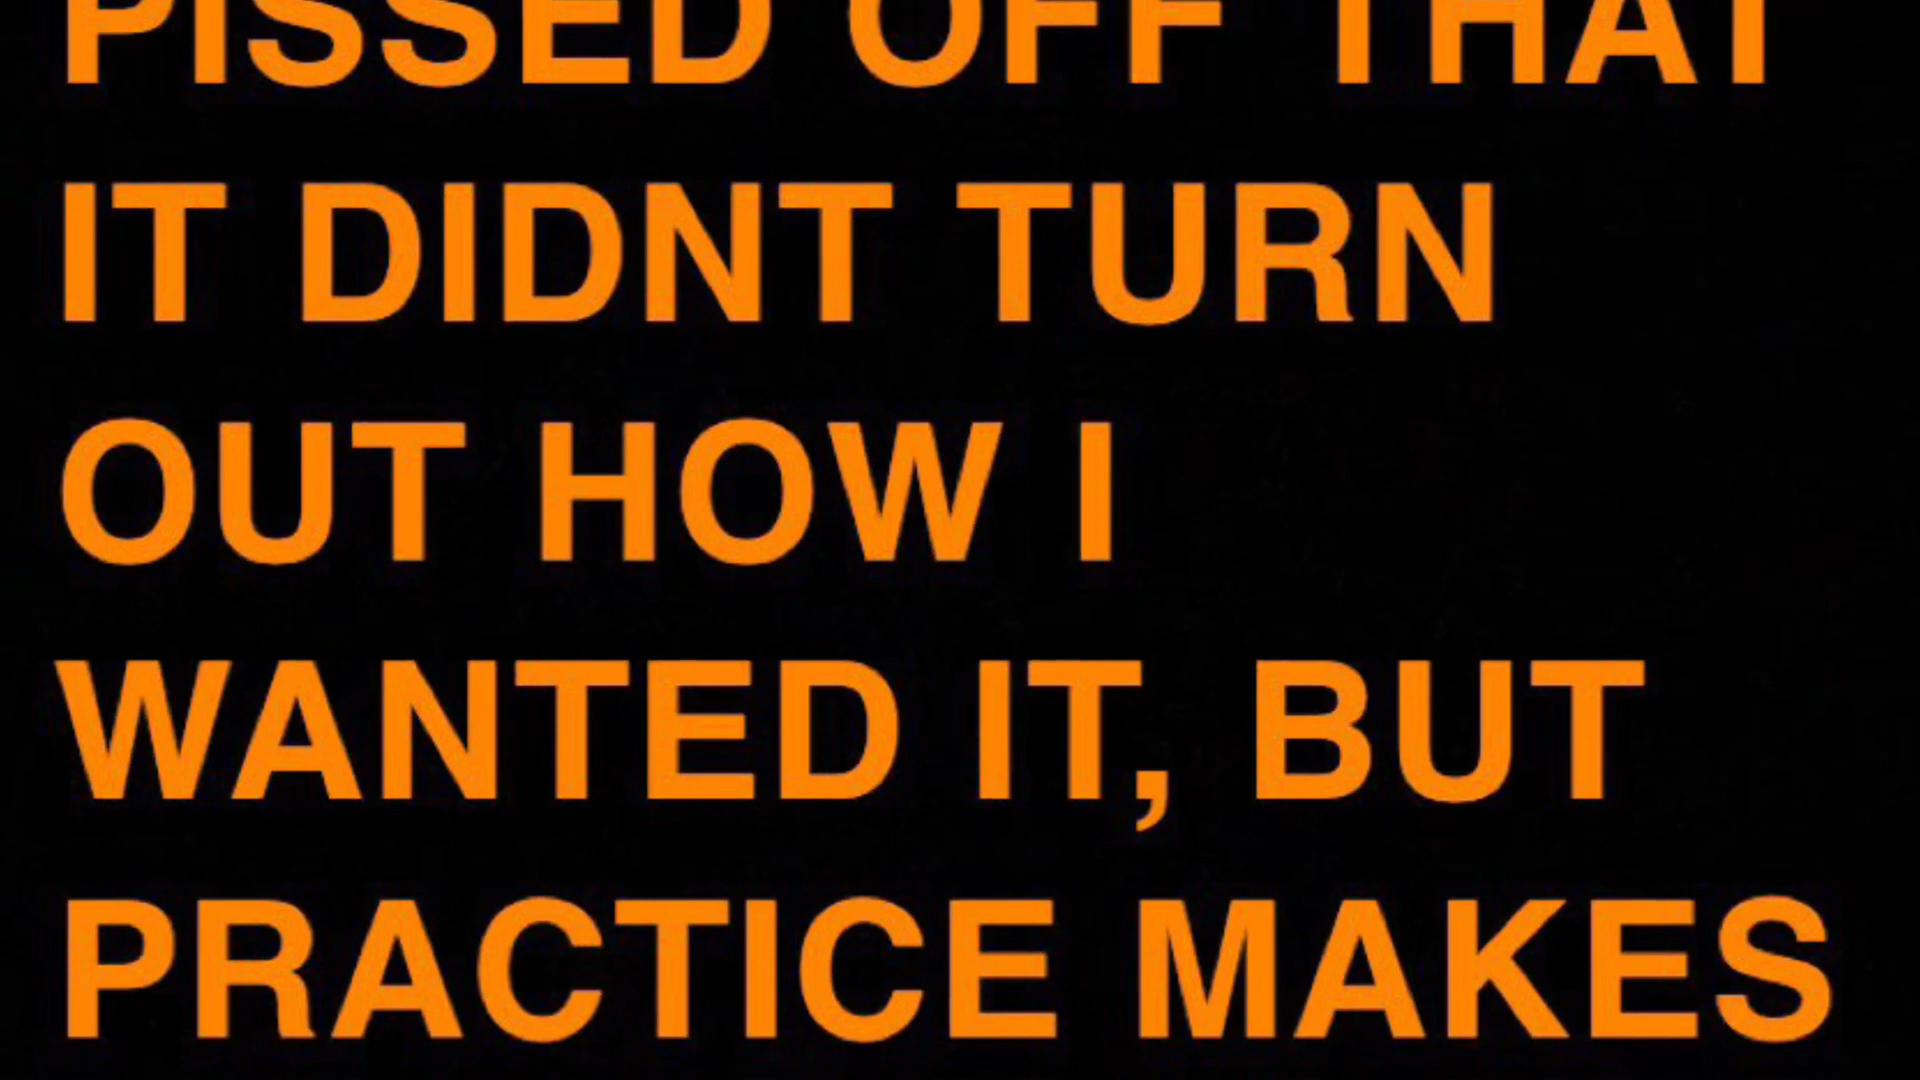 PISSED OFF THAT
IT DIDNT TURN
OUT HOW I
WANTED IT, BUT
PRACTICE MAKES